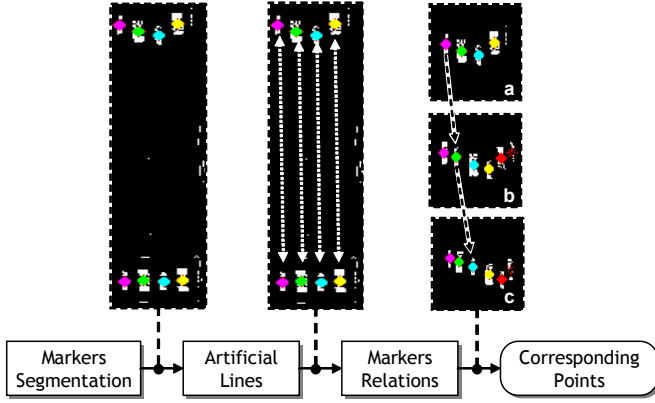 a
b
c
Markers
Segmentation
Artificial
Lines
Markers
Relations
Corresponding
Points